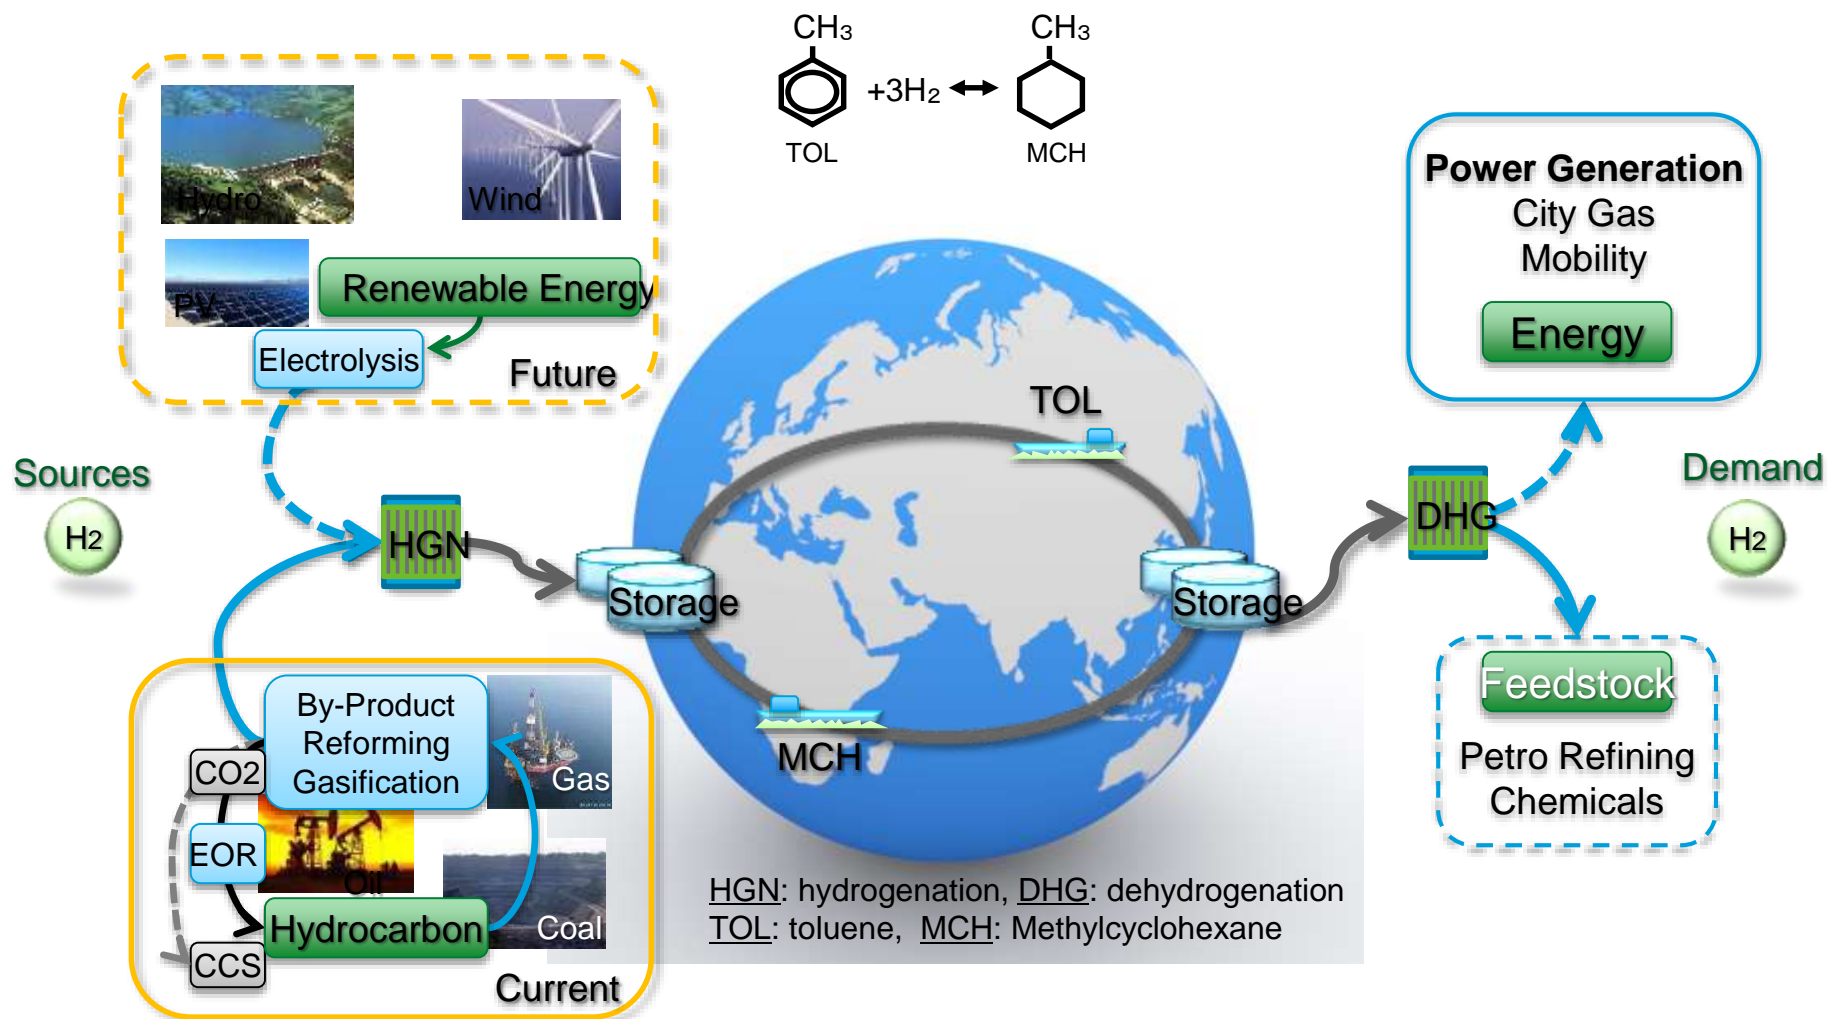 CH₃
CH₃
+3H₂
TOL
MCH
Hydro
Wind
PV
Renewable Energy
Electrolysis
Future
Power Generation
City Gas
Mobility
Energy
TOL
Sources
H2
HGN
Storage
Storage
DHG
Demand
H2
MCH
By-Product
Reforming
Gasification
CO2
Gas
EOR
Oil
Coal
Hydrocarbon
CCS
Current
Feedstock
Petro Refining
Chemicals
HGN: hydrogenation, DHG: dehydrogenation
TOL: toluene, MCH: Methylcyclohexane